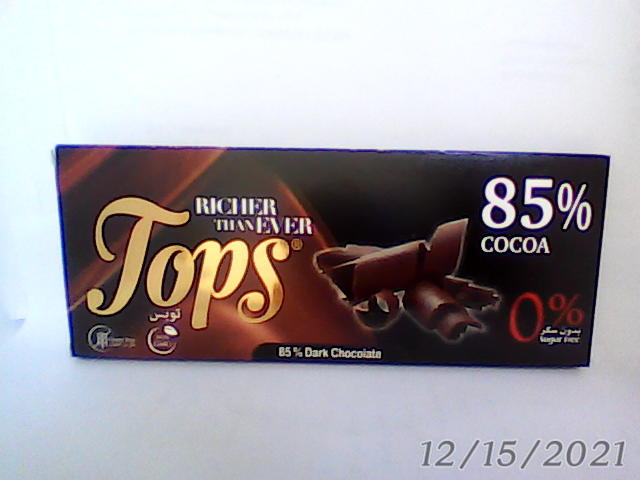 RICHER
THAN EVER
Tops®
توبس
85%
COCOA
0%
بدون سكر
Sugar free
85 % Dark Chocolate
12/15/2021